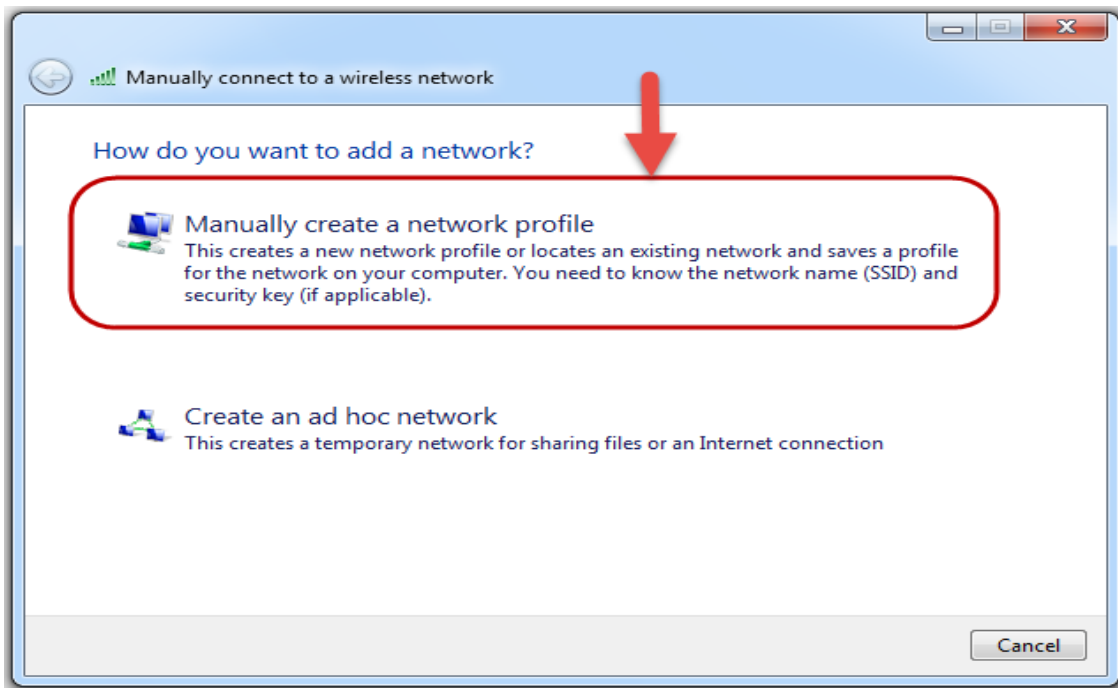 Manually connect to a wireless network
How do you want to add a network?
Manually create a network profile
This creates a new network profile or locates an existing network and saves a profile
for the network on your computer. You need to know the network name (SSID) and
security key (if applicable).
Create an ad hoc network
This creates a temporary network for sharing files or an Internet connection
Cancel